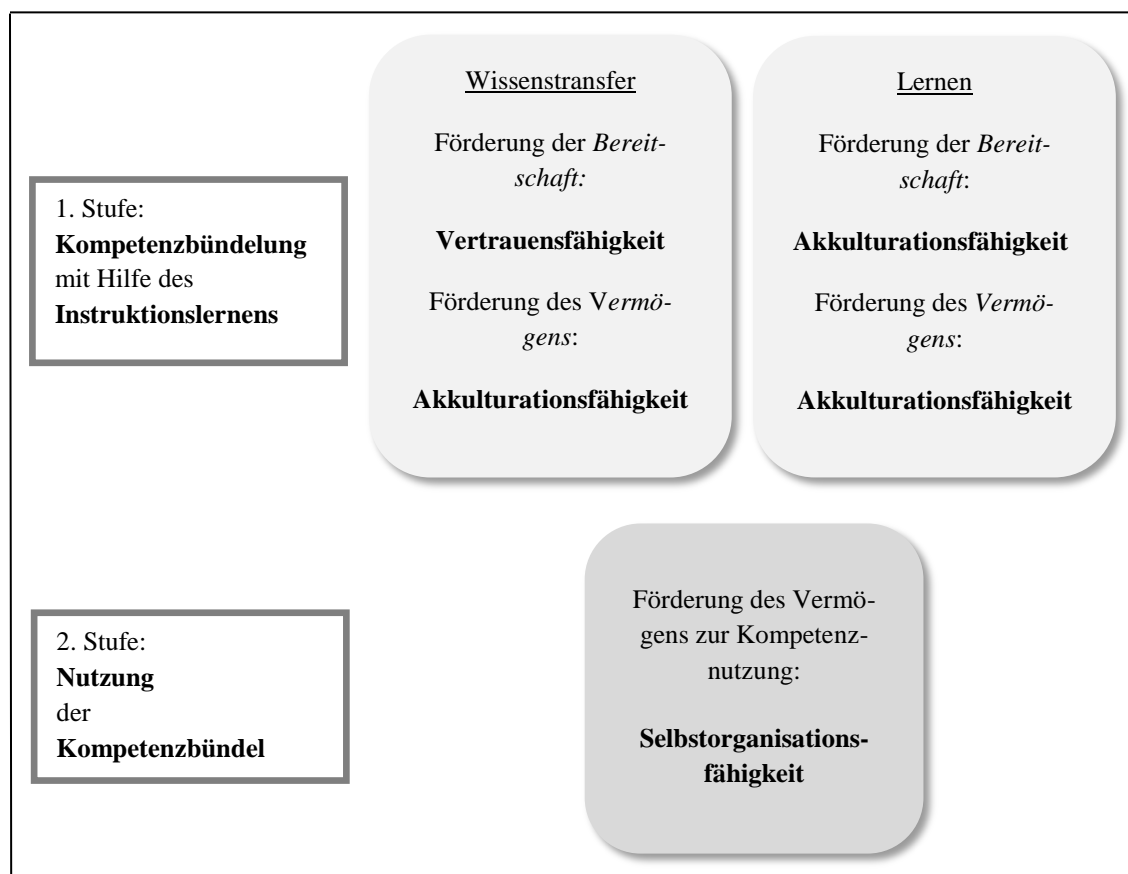 1. Stufe:
Kompetenzbündelung
mit Hilfe des
Instruktionslernens
Wissenstransfer
Förderung der Bereit-
schaft:
Vertrauensfähigkeit
Förderung des Vermö-
gens:
Akkulturationsfähigkeit
Lernen
Förderung der Bereit-
schaft:
Akkulturationsfähigkeit
Förderung des Vermö-
gens:
Akkulturationsfähigkeit
2. Stufe:
Nutzung
der
Kompetenzbündel
Förderung des Vermö-
gens zur Kompetenz-
nutzung:
Selbstorganisations-
fähigkeit